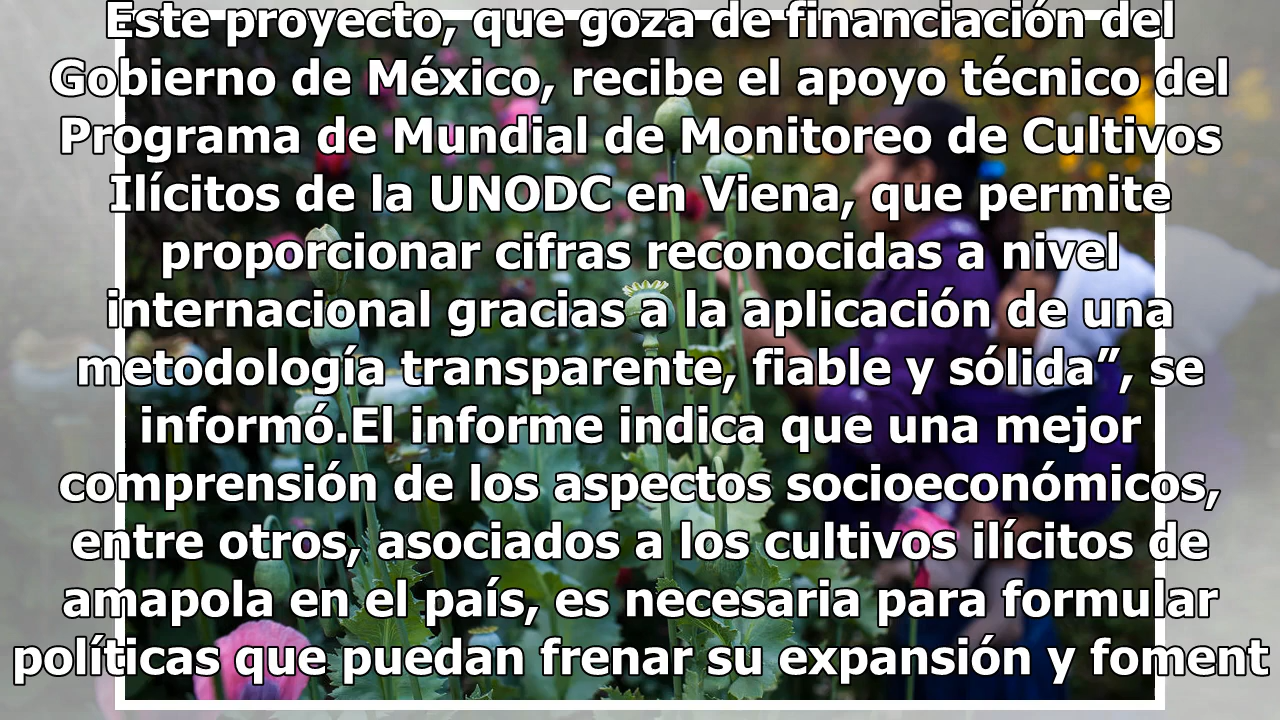 Este proyecto, que goza de financiación del
Gobierno de México, recibe el apoyo técnico del
Programa de Mundial de Monitoreo de Cultivos
Ilícitos de la UNODC en Viena, que permite
proporcionar cifras reconocidas a nivel
internacional gracias a la aplicación de una
metodología transparente, fiable y sólida”, se
informó.El informe indica que una mejor
comprensión de los aspectos socioeconómicos,
entre otros, asociados a los cultivos ilícitos de
amapola en el país, es necesaria para formular
políticas que puedan frenar su expansión y foment